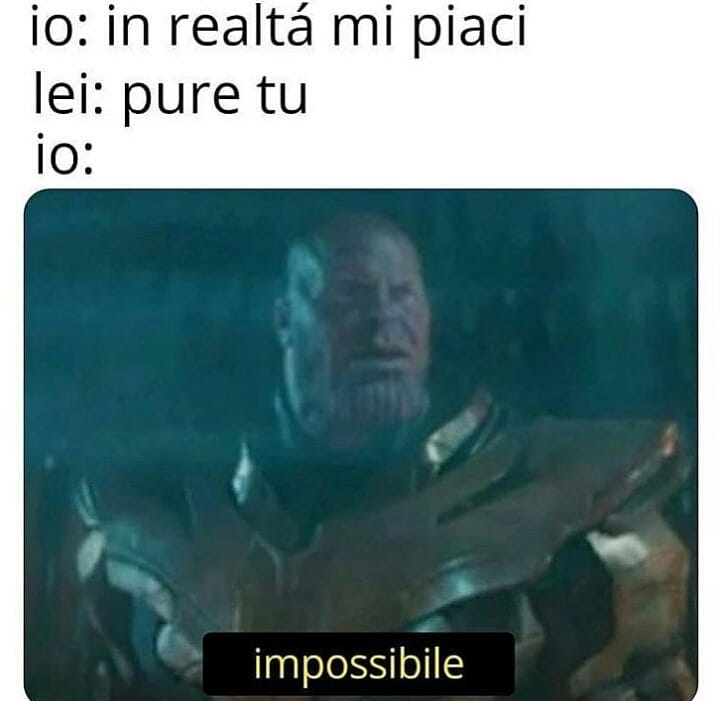 io: in realtá mi piaci
lei: pure tu
io:
impossibile